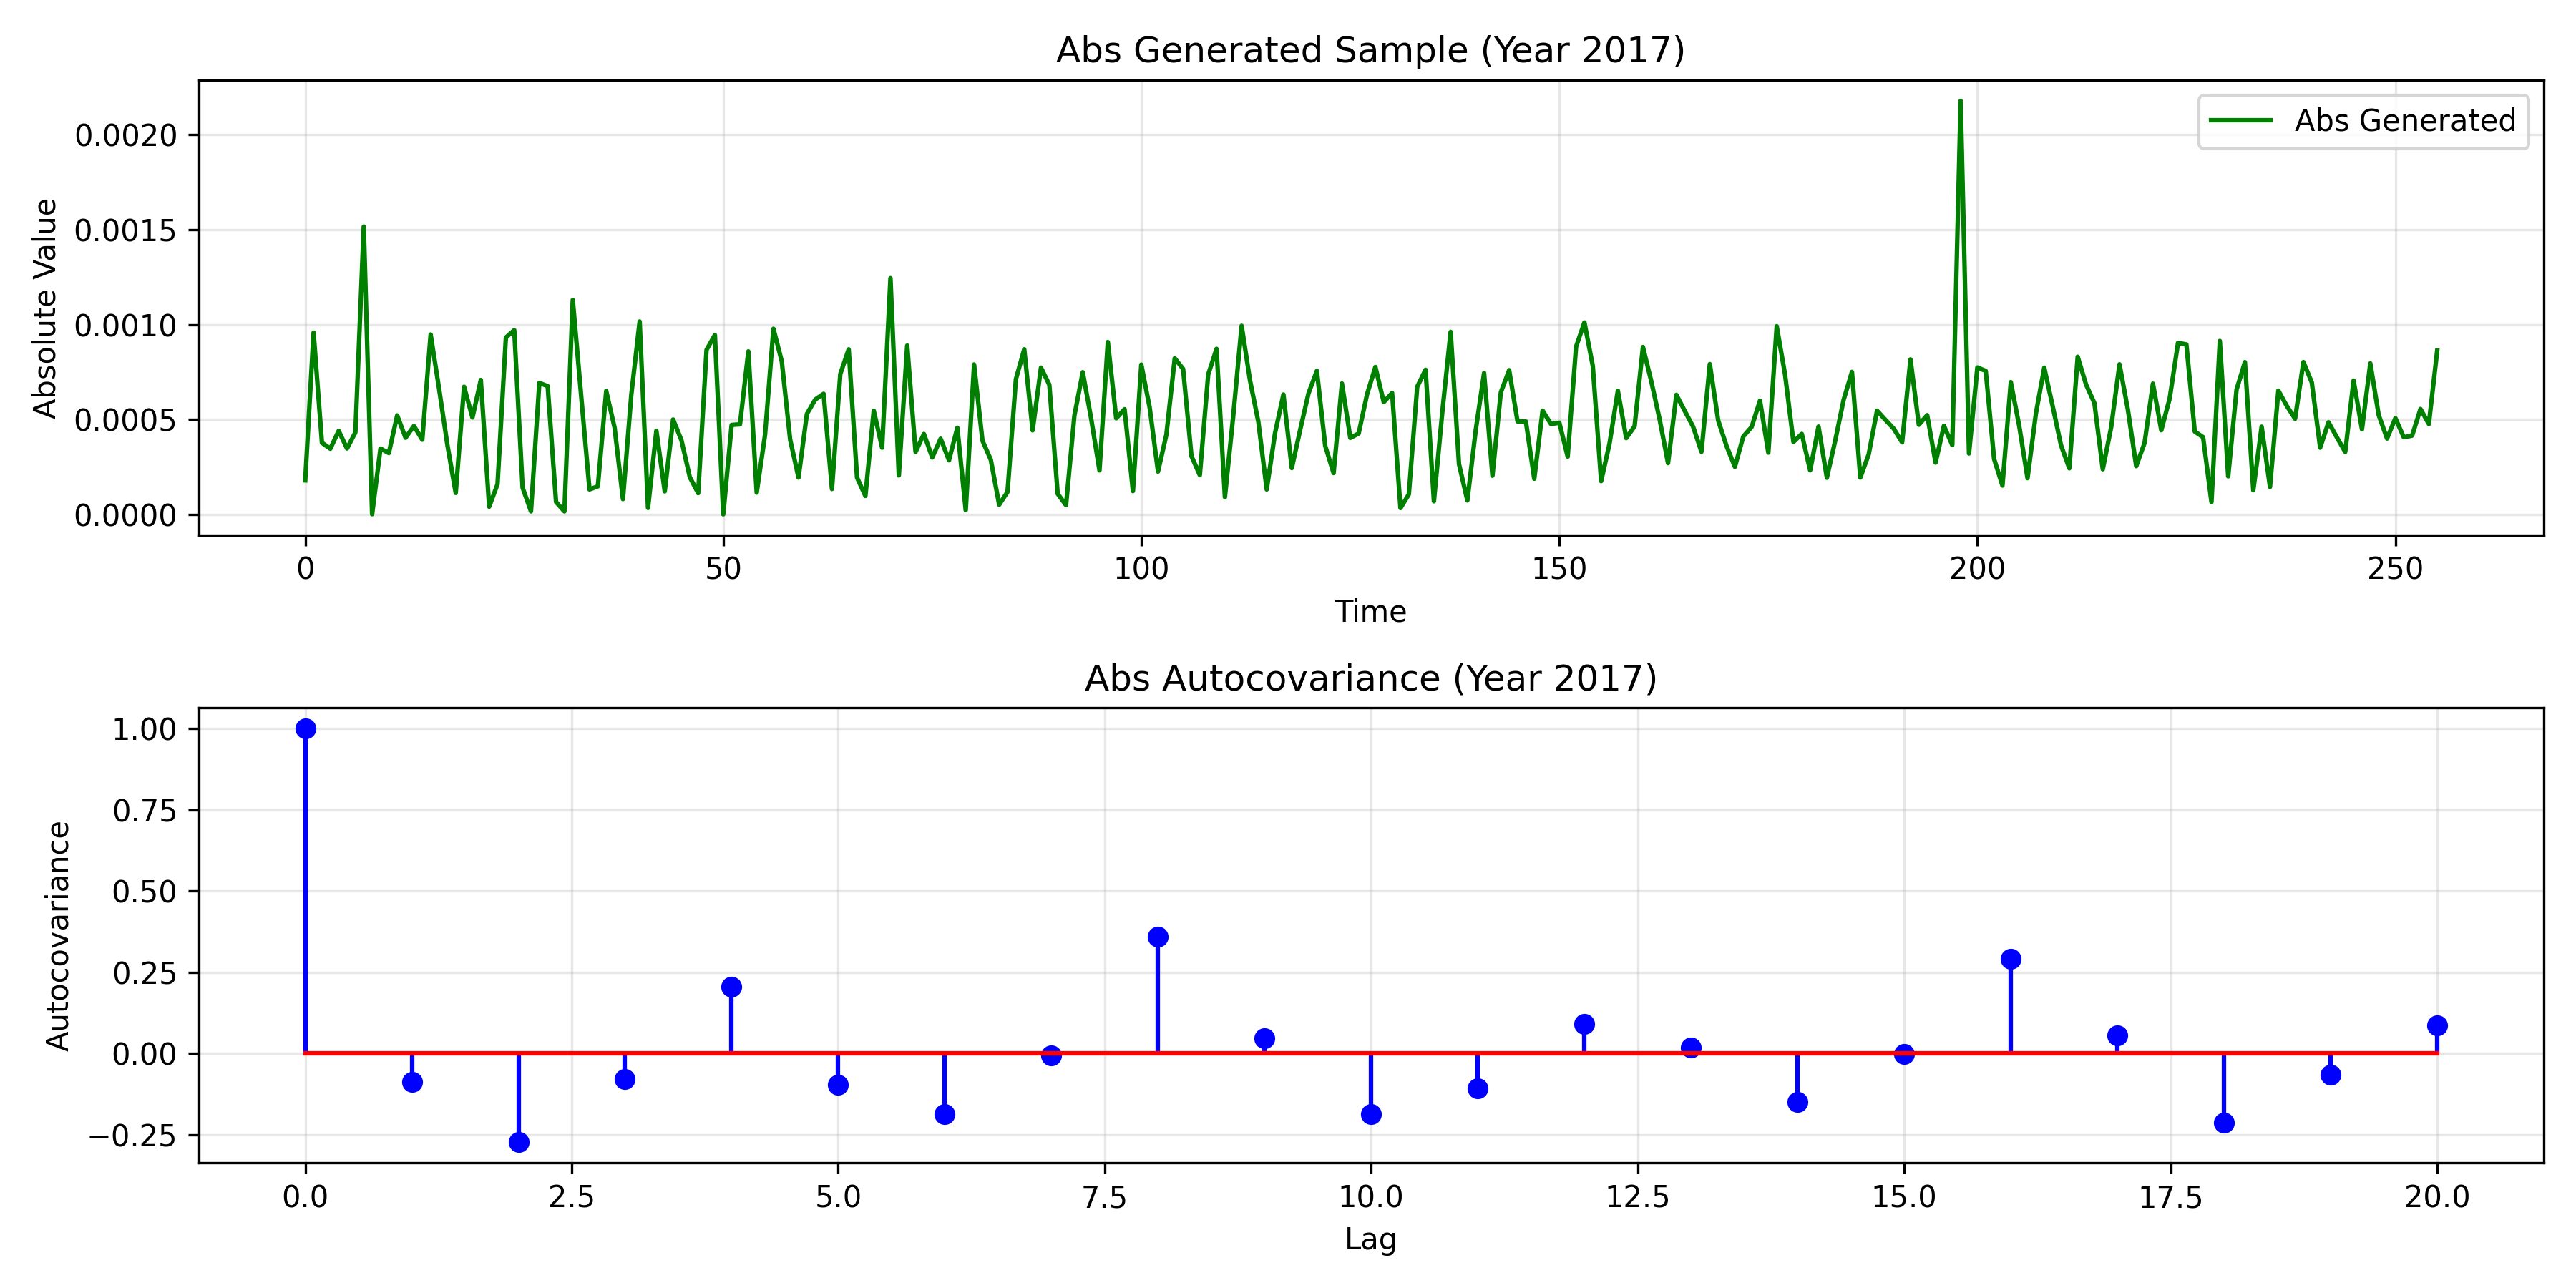 Abs Generated Sample (Year 2017)
Absolute Value
0.0020
0.0015
0.0010
0.0005
0.0000
Abs Generated
0 50 100 150 200 250
Time
Abs Autocovariance (Year 2017)
Autocovariance
1.00
0.75
0.50
0.25
0.00
−0.25
0.0 2.5 5.0 7.5 10.0 12.5 15.0 17.5 20.0
Lag